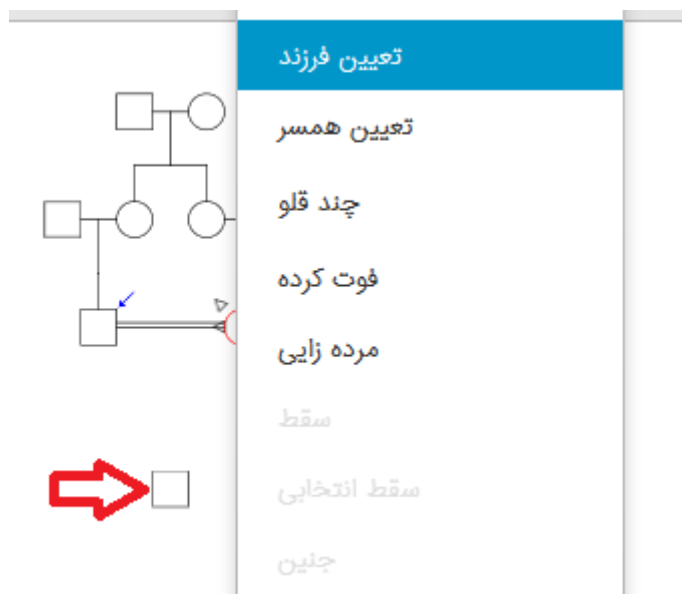 تعیین فرزند
تعیین همسر
چند قلو
فوت کرده
مرده زایی
سقط
سقط انتخابی
جنین